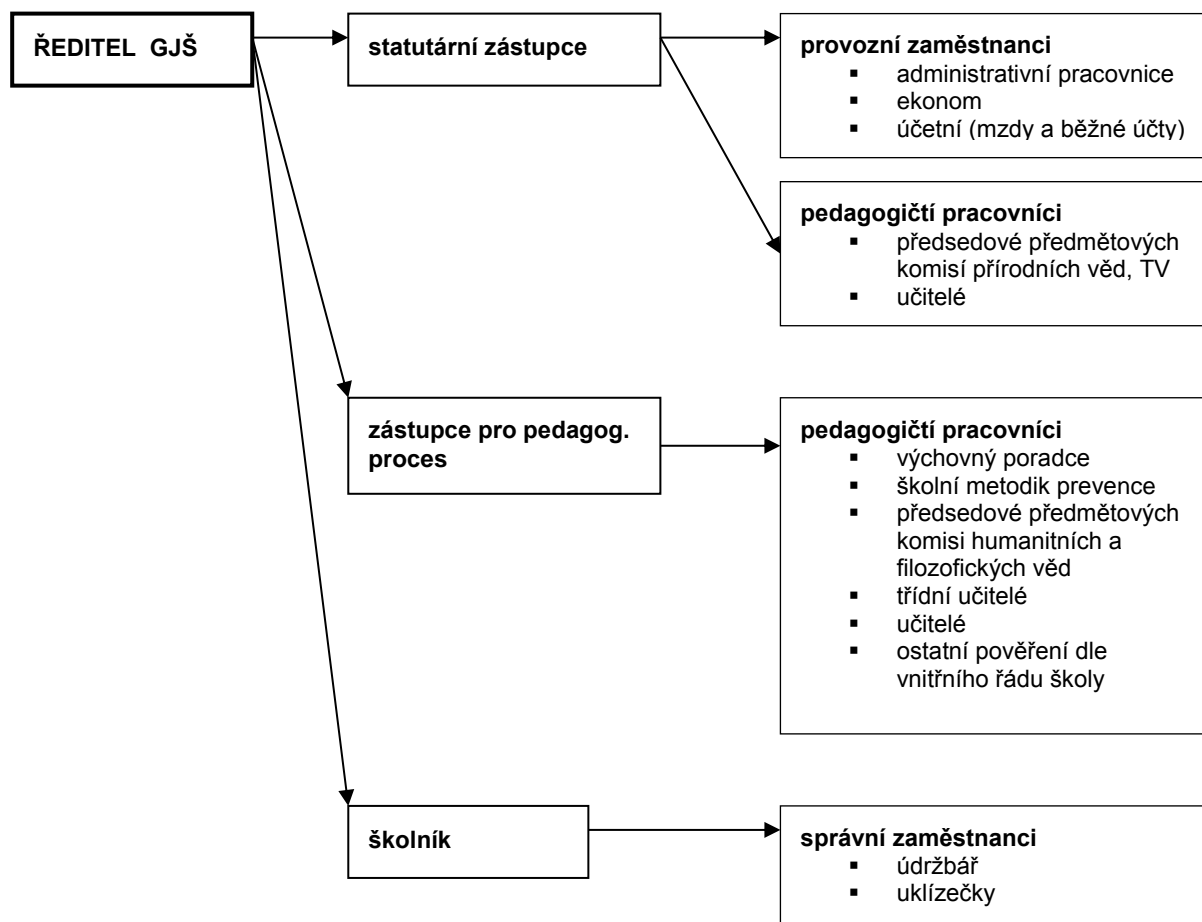 ŘEDITEL GJŠ
statutární zástupce
provozní zaměstnanci
▪ administrativní pracovnice
▪ ekonom
▪ účetní (mzdy a běžné účty)
pedagogičtí pracovníci
▪ předsedové předmětových
komisí přírodních věd, TV
▪ učitelé
zástupce pro pedagog.
proces
pedagogičtí pracovníci
▪ výchovný poradce
▪ školní metodik prevence
▪ předsedové předmětových
komisi humanitních a
filozofických věd
▪ třídní učitelé
▪ učitelé
▪ ostatní pověření dle
vnitřního řádu školy
školník
správní zaměstnanci
▪ údržbář
▪ uklízečky